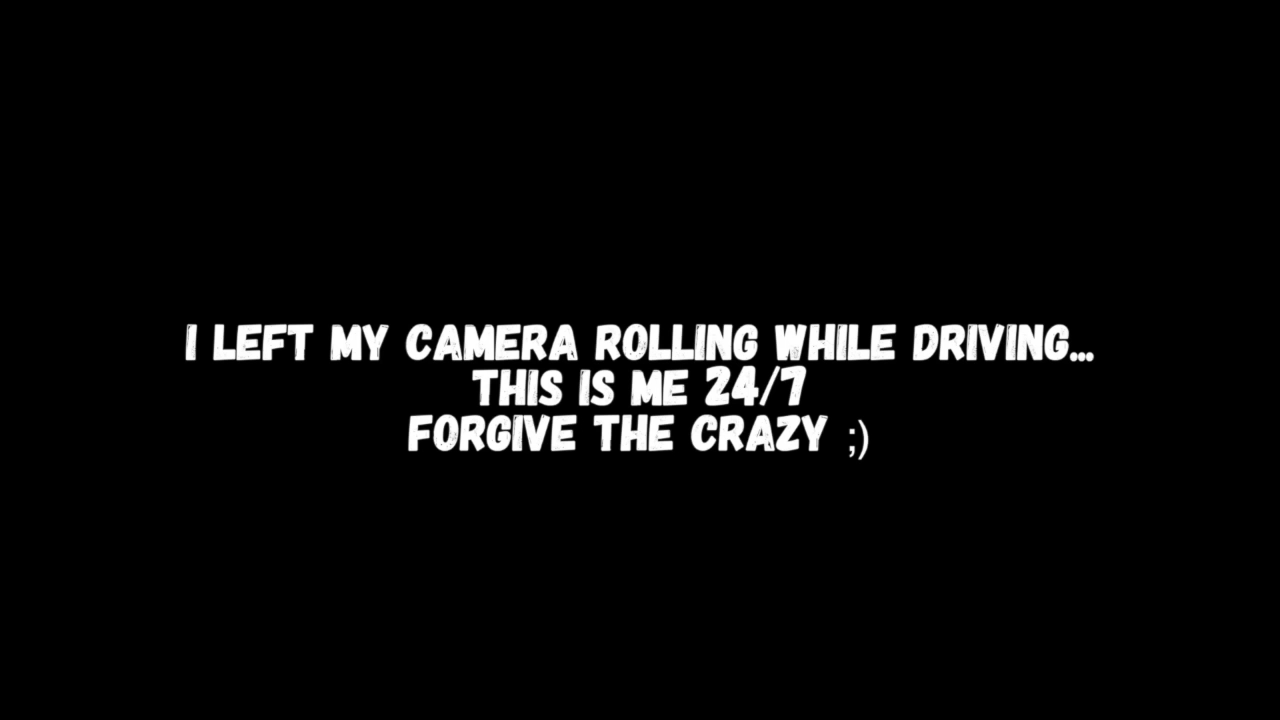 I LEFT MY CAMERA ROLLING WHILE DRIVING...
THIS IS ME 24/7
FORGIVE THE CRAZY ;)